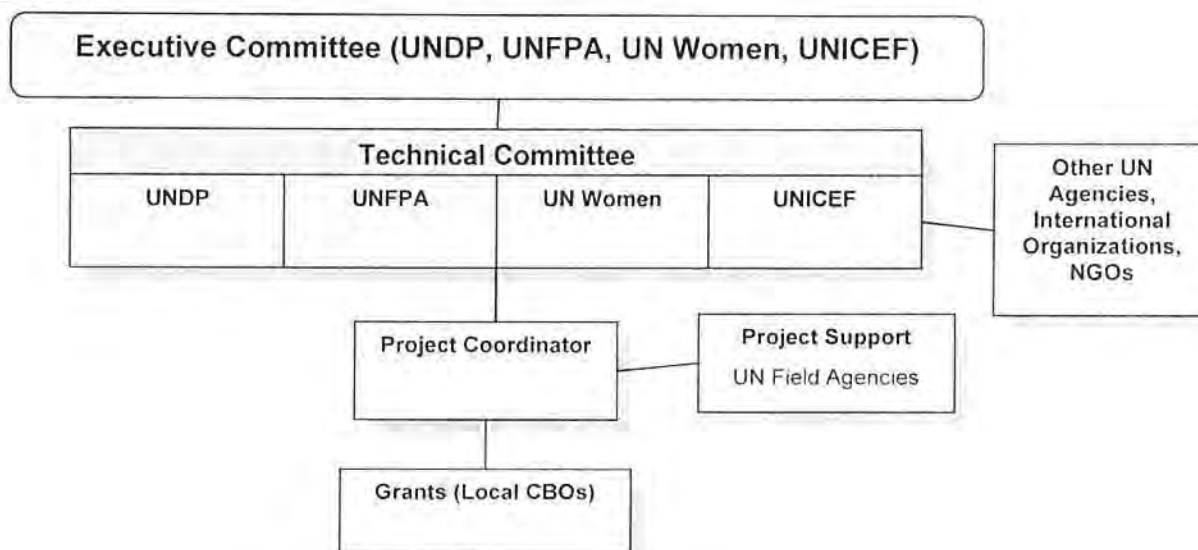 Executive Committee (UNDP, UNFPA, UN Women, UNICEF)
Technical Committee
UNDP
UNFPA
UN Women
UNICEF
Other UN
Agencies,
International
Organizations,
NGOs
Project Coordinator
Project Support
UN Field Agencies
Grants (Local CBOs)